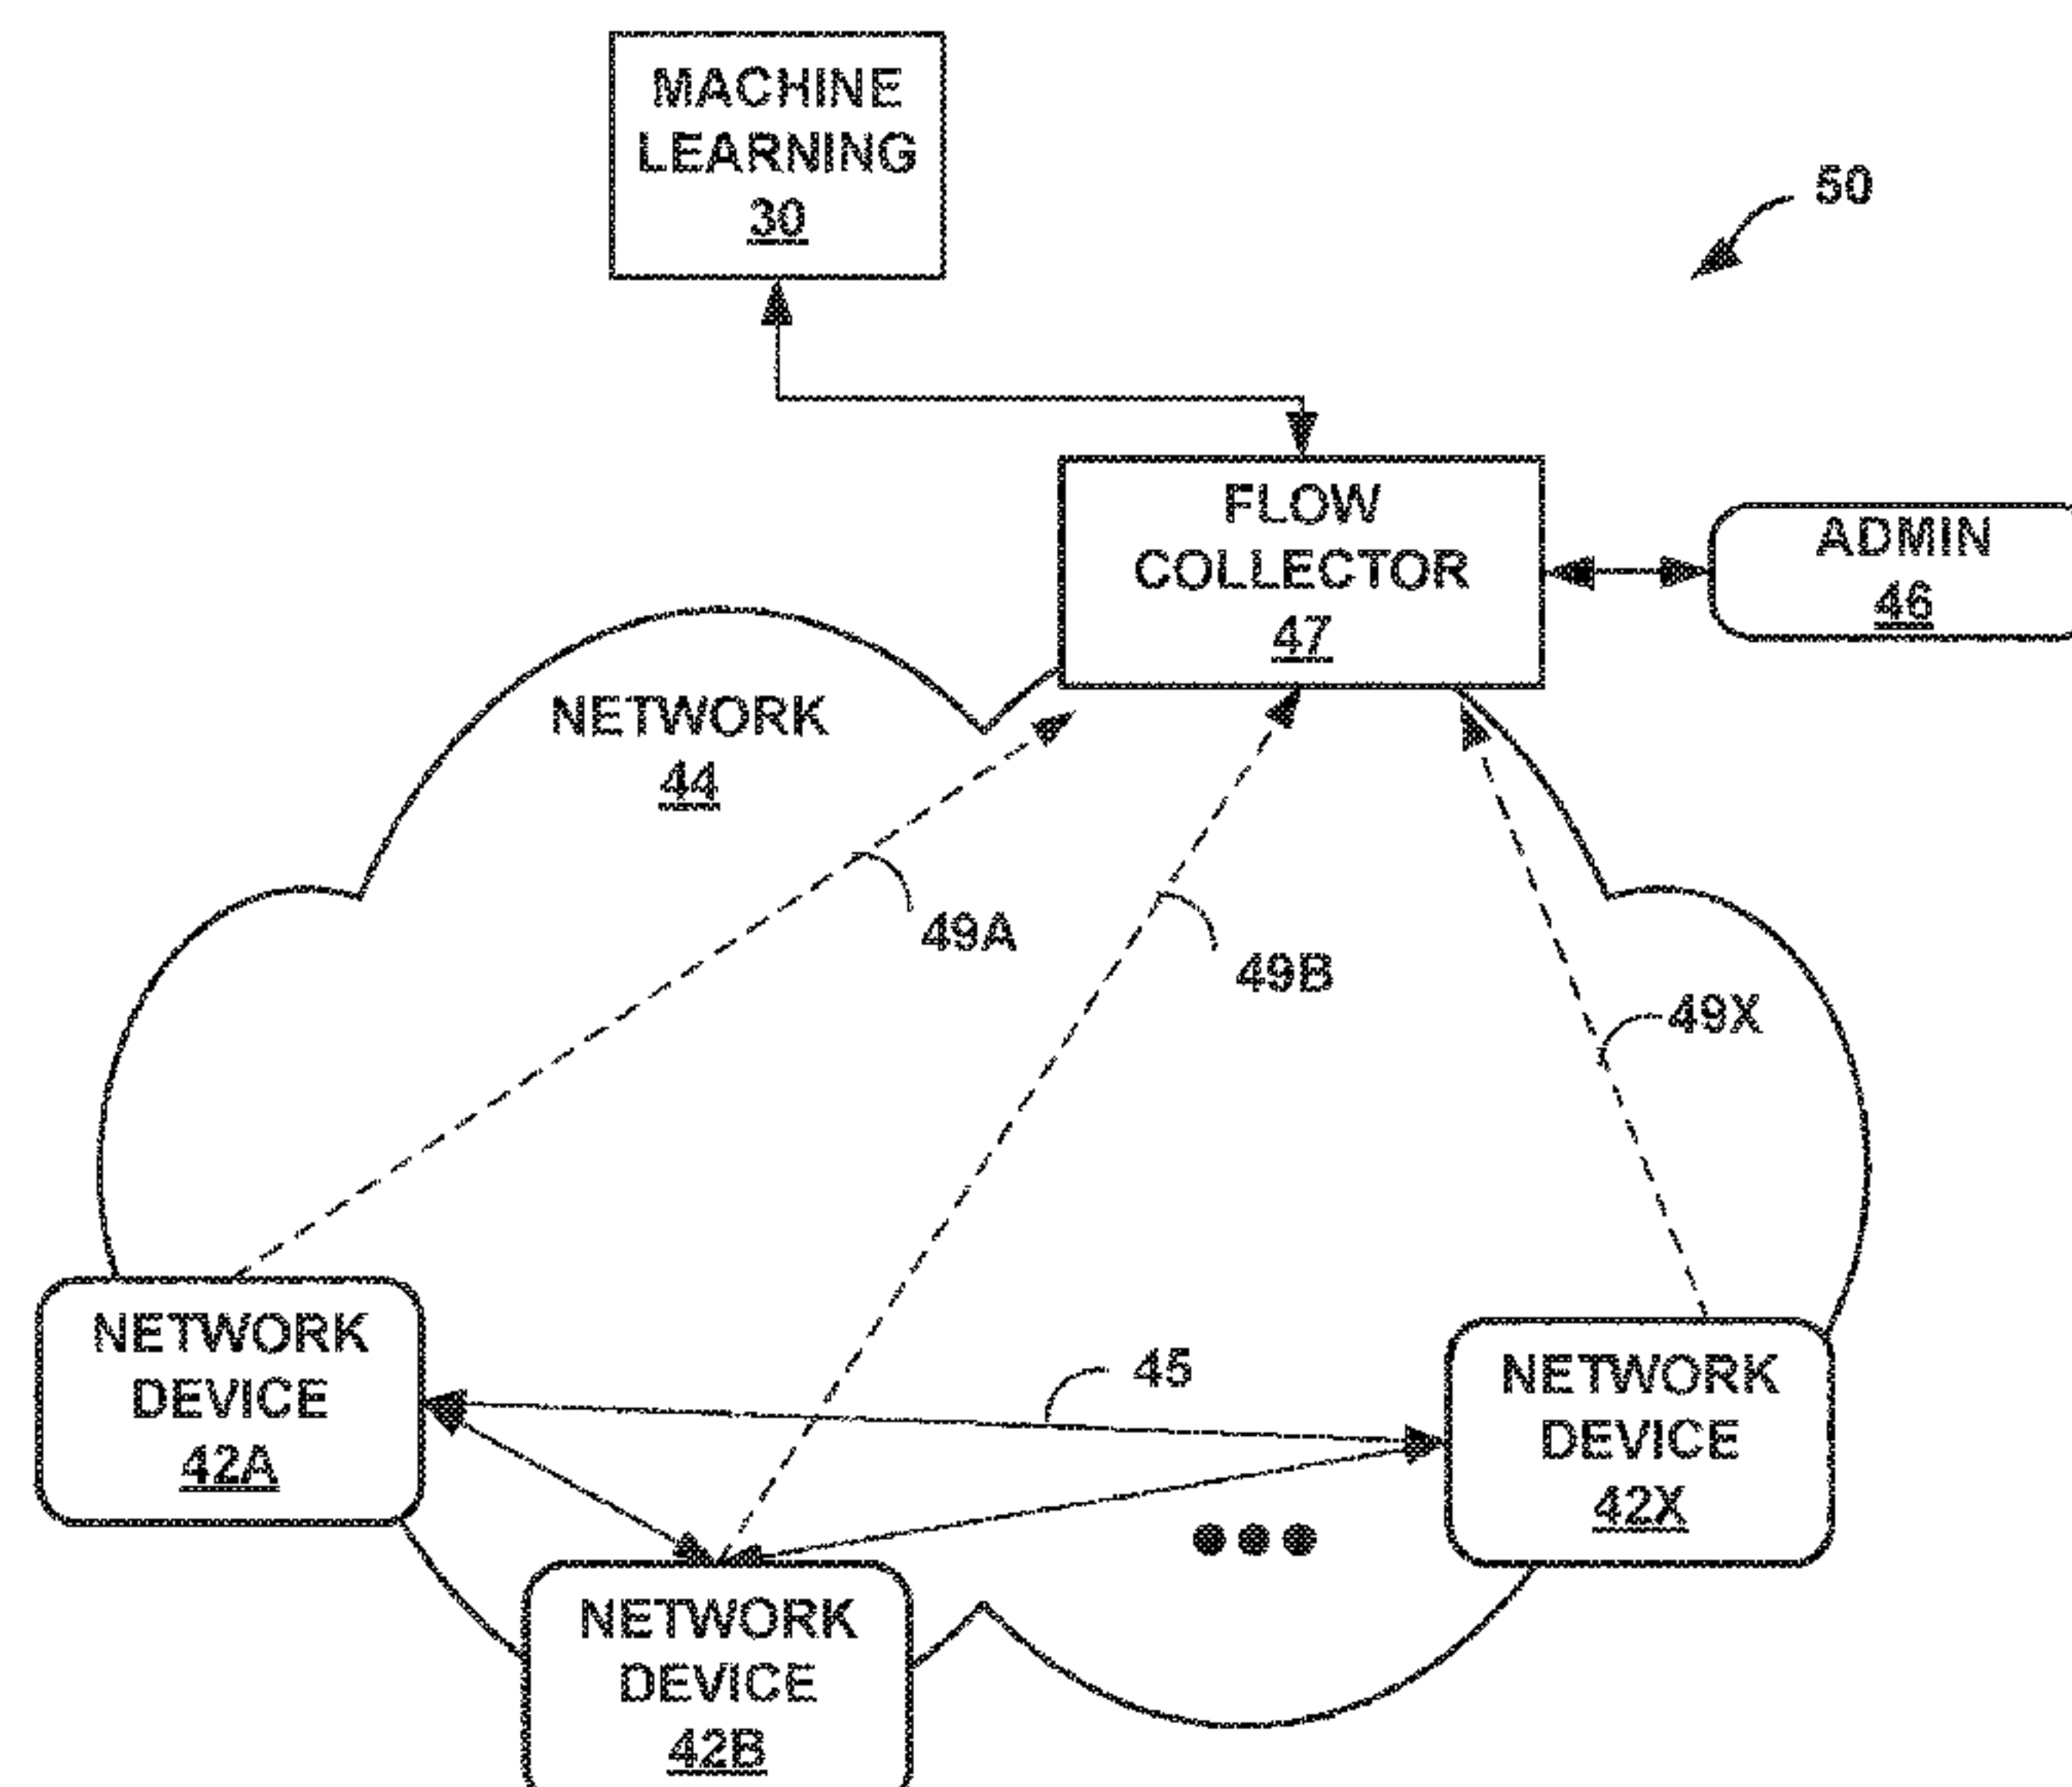 MACHINE
LEARNING
30
50
FLOW
COLLECTOR
47
ADMIN
46
NETWORK
44
49A
49B
49X
NETWORK
DEVICE
42A
45
NETWORK
DEVICE
42X
NETWORK
DEVICE
42B